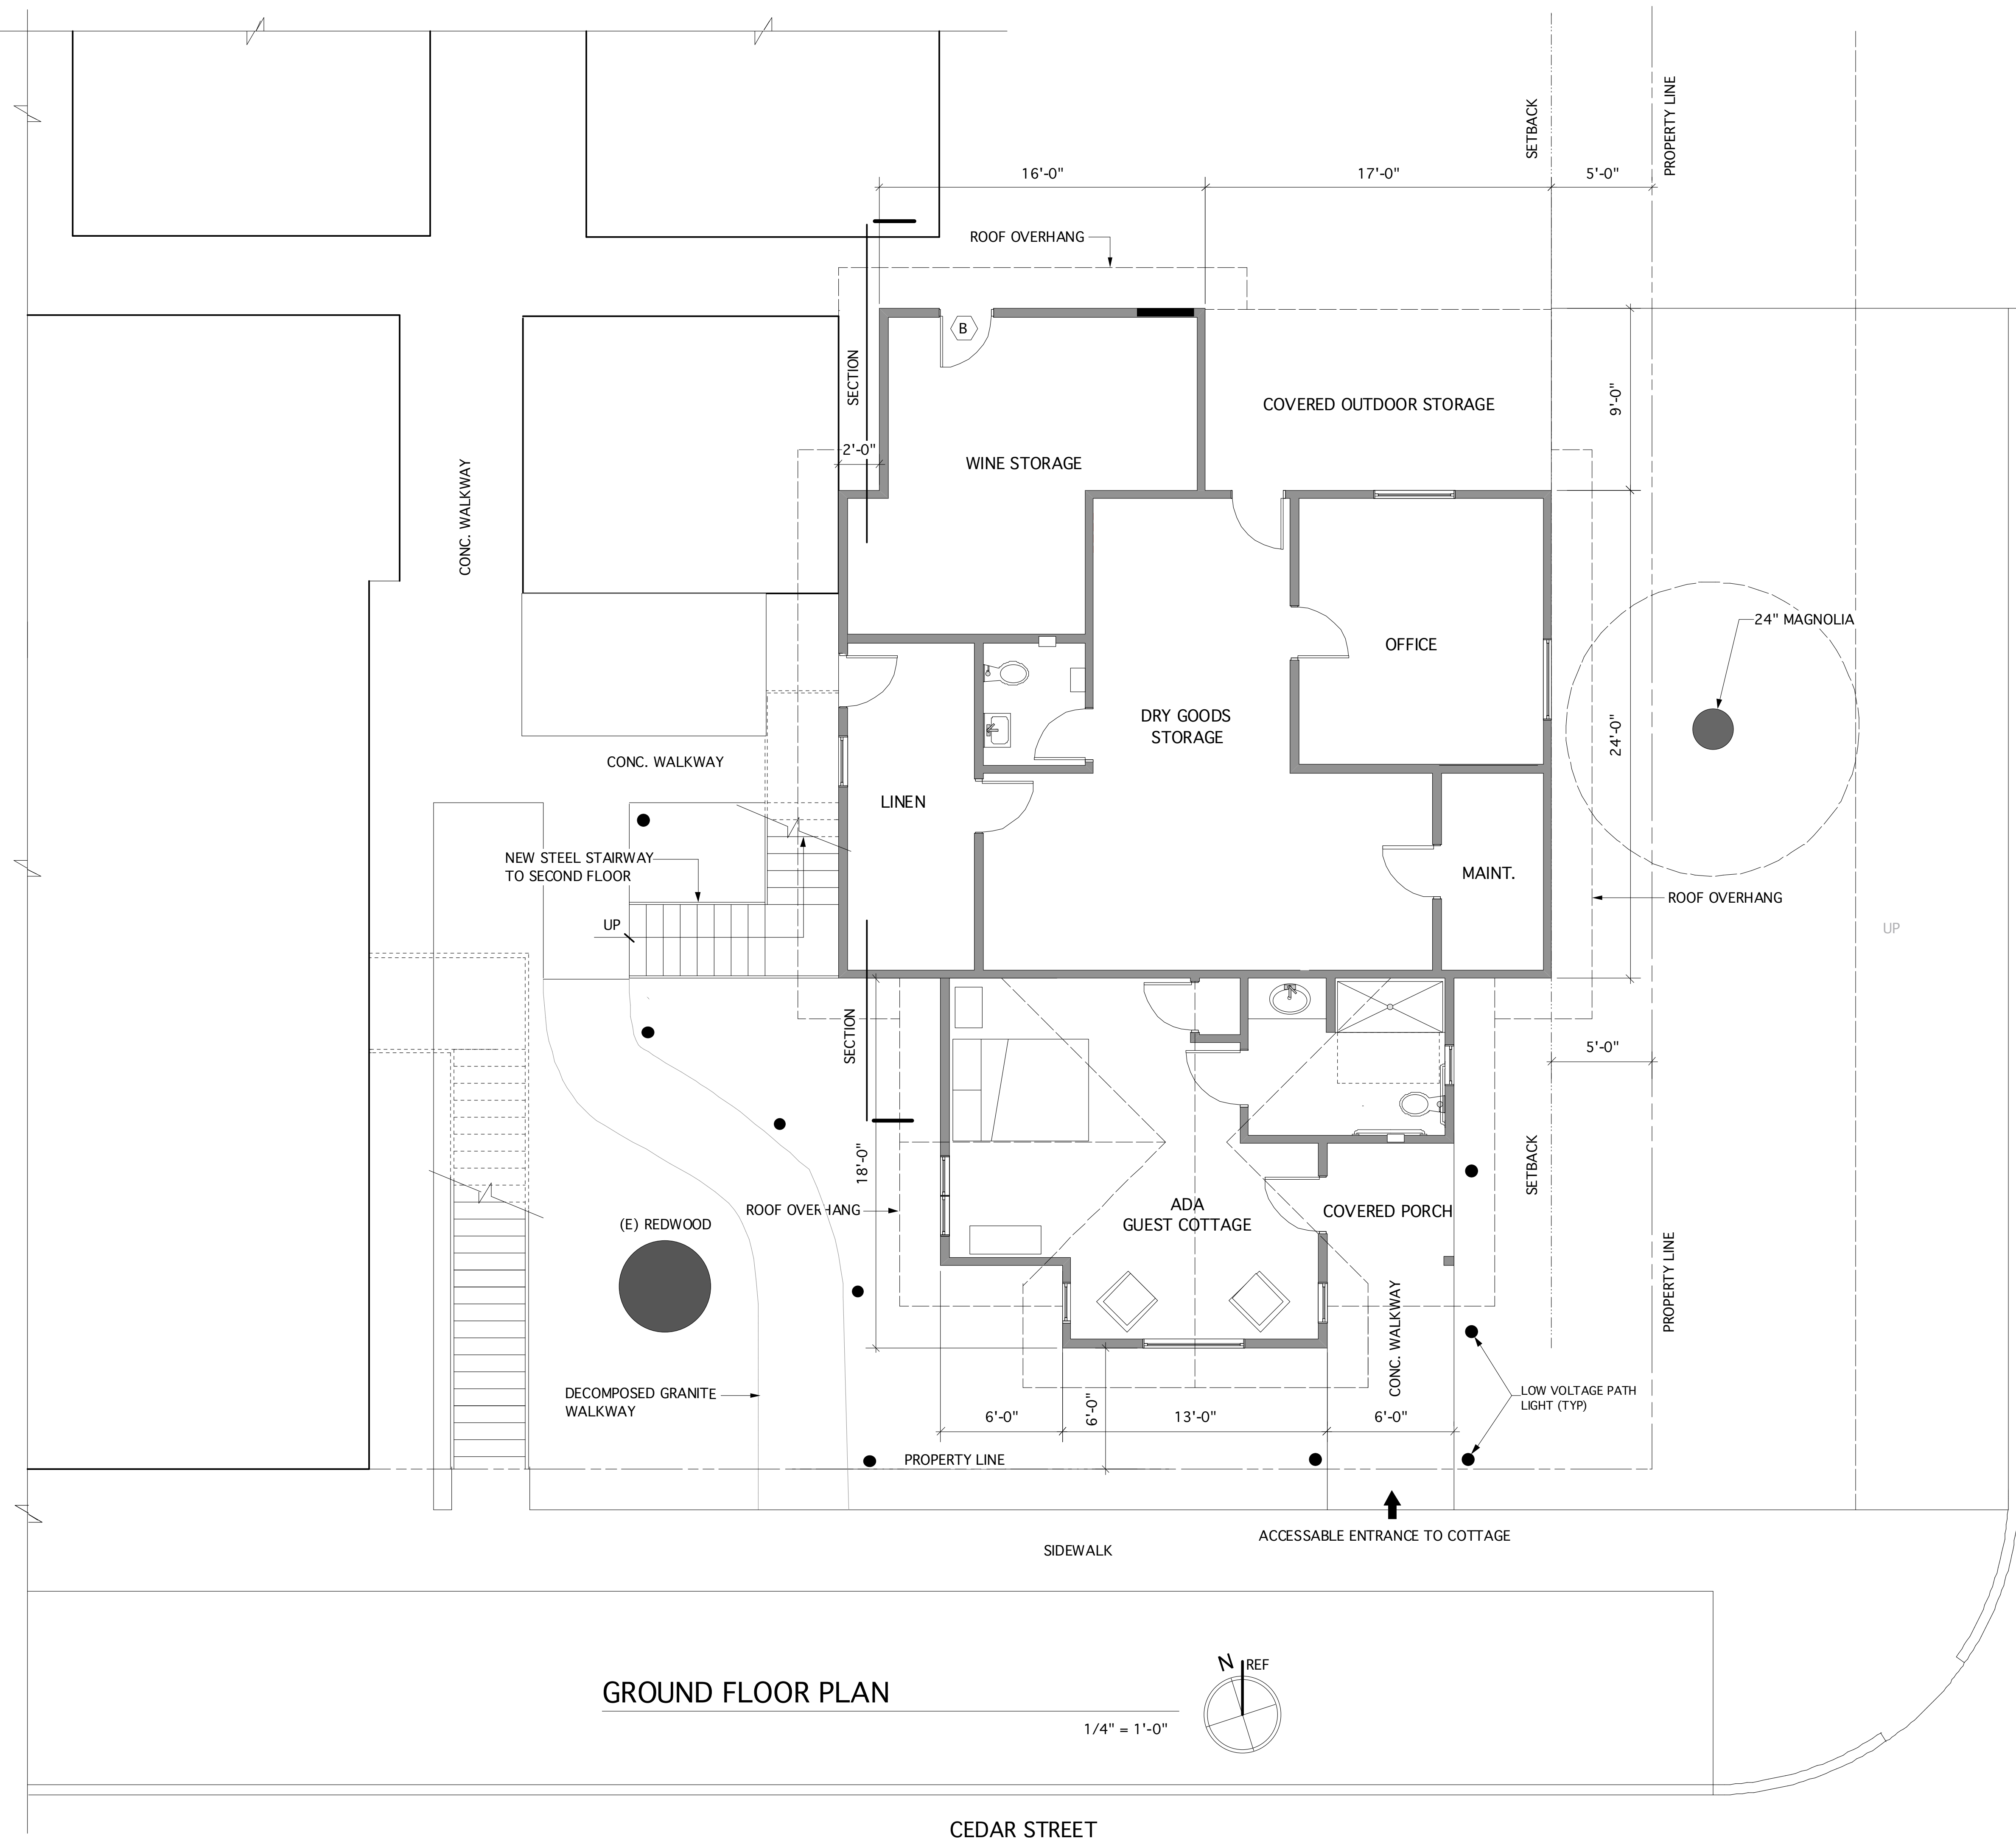 SETBACK
PROPERTY LINE
16'-0"
17'-0"
5'-0"
ROOF OVERHANG
B
SECTION
COVERED OUTDOOR STORAGE
9'-0"
2'-0"
WINE STORAGE
CONC. WALKWAY
24" MAGNOLIA
OFFICE
DRY GOODS
STORAGE
24'-0"
CONC. WALKWAY
LINEN
NEW STEEL STAIRWAY
TO SECOND FLOOR
MAINT.
ROOF OVERHANG
UP
UP
SECTION
5'-0"
18'-0"
SETBACK
ADA
GUEST COTTAGE
COVERED PORCH
ROOF OVERHANG
(E) REDWOOD
PROPERTY LINE
CONC. WALKWAY
DECOMPOSED GRANITE
WALKWAY
LOW VOLTAGE PATH
LIGHT (TYP)
6'-0"
6'-0"
13'-0"
6'-0"
PROPERTY LINE
ACCESSABLE ENTRANCE TO COTTAGE
SIDEWALK
N
REF
GROUND FLOOR PLAN
1/4" = 1'-0"
CEDAR STREET